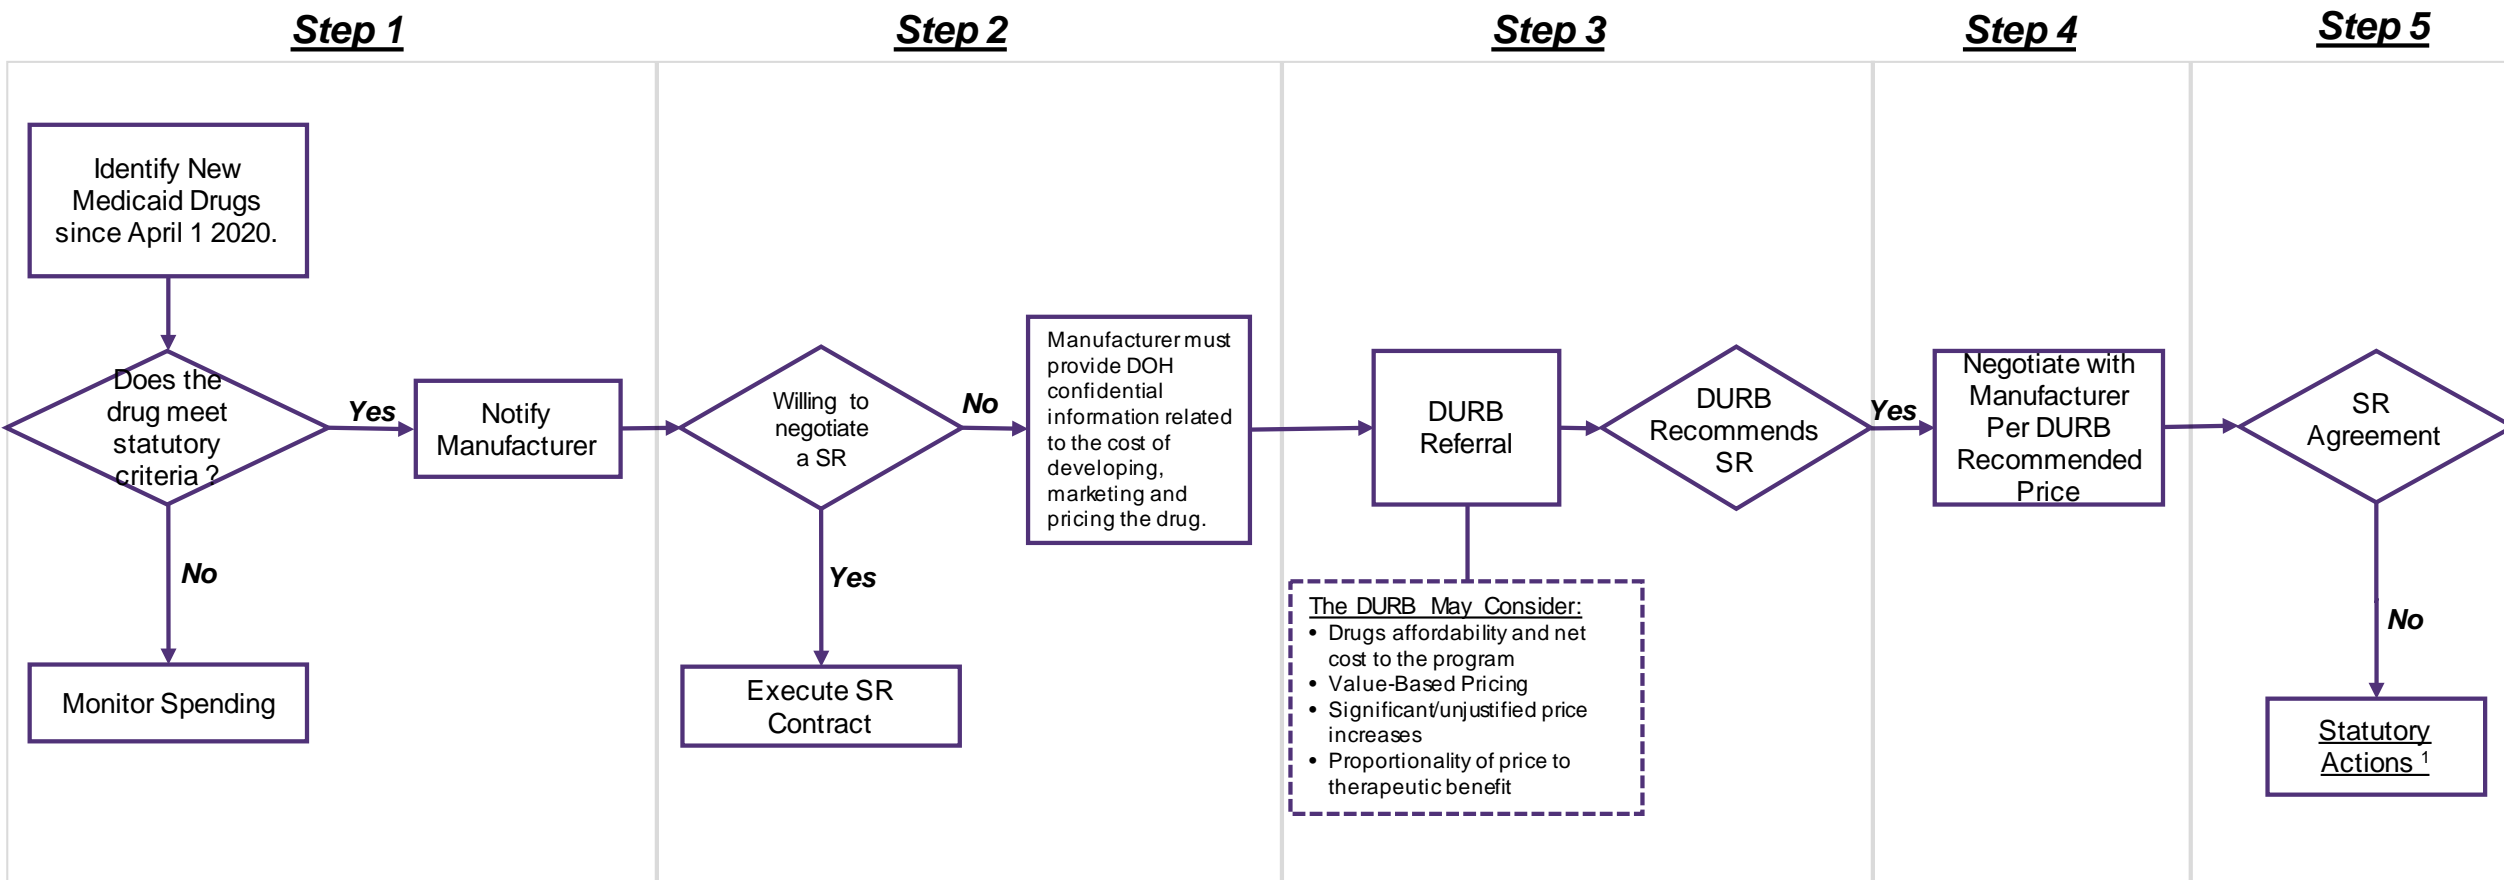 Step 1
Step 2
Step 3
Step 4
Step 5
Identify New
Medicaid Drugs
since April 1 2020.
Does the
drug meet
statutory
criteria ?
Yes
Notify
Manufacturer
No
Monitor Spending
Willing to
negotiate
a SR
No
Yes
Execute SR
Contract
Manufacturer must
provide DOH
confidential
information related
to the cost of
developing,
marketing and
pricing the drug.
DURB
Referral
The DURB May Consider:
• Drugs affordability and net
cost to the program
• Value-Based Pricing
• Significant/unjustified price
increases
• Proportionality of price to
therapeutic benefit
DURB
Recommends
SR
Yes
Negotiate with
Manufacturer
Per DURB
Recommended
Price
SR
Agreement
No
Statutory
Actions ¹